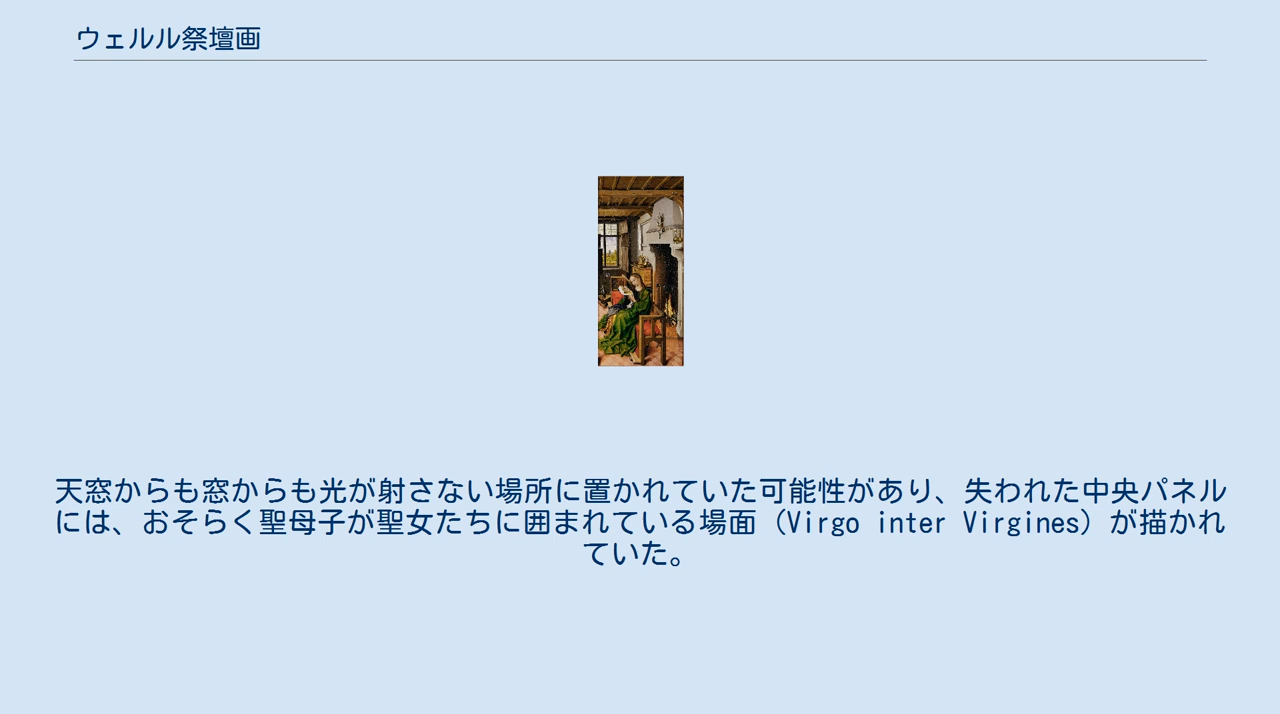 ウェルル祭壇画
天窓からも窓からも光が射さない場所に置かれていた可能性があり、失われた中央パネル
には、おそらく聖母子が聖女たちに囲まれている場面（Virgo inter Virgines）が描かれ
ていた。